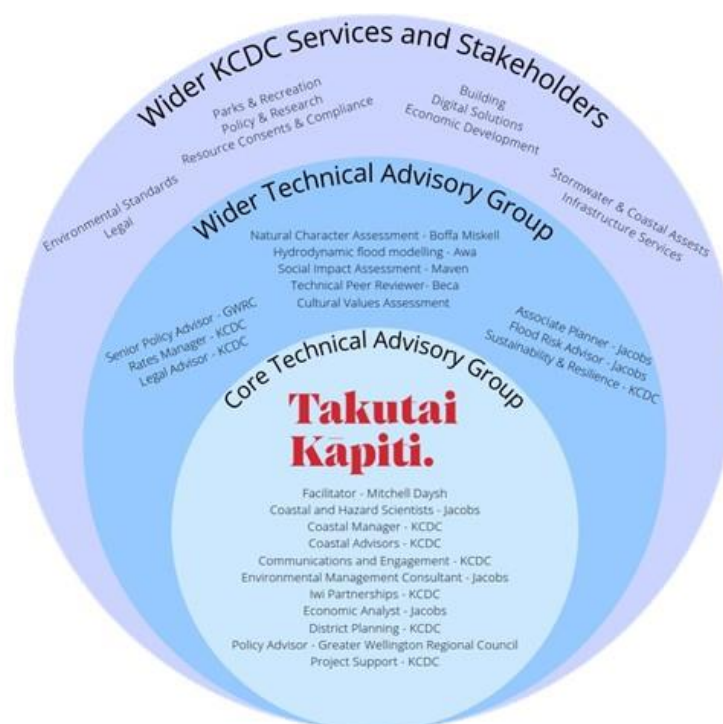 Wider KCDC Services and Stakeholders
Parks & Recreation
Policy & Research
Resource Consents & Compliance
Building
Digital Solutions
Economic Development
Environmental Standards
Legal
Stormwater & Coastal Assests
Infrastructure Services
Wider Technical Advisory Group
Natural Character Assessment - Boffa Miskell
Hydrodynamic flood modelling - Awa
Social Impact Assessment - Maven
Technical Peer Reviewer- Beca
Cultural Values Assessment
Senior Policy Advisor - GWRC
Rates Manager - KCDC
Legal Advisor - KCDC
Associate Planner - Jacobs
Flood Risk Advisor - Jacobs
Sustainability & Resilience - KCDC
Core Technical Advisory Group
Takutai
Kāpiti.
Facilitator - Mitchell Daysh
Coastal and Hazard Scientists - Jacobs
Coastal Manager - KCDC
Coastal Advisors - KCDC
Communications and Engagement - KCDC
Environmental Management Consultant - Jacobs
Iwi Partnerships - KCDC
Economic Analyst - Jacobs
District Planning - KCDC
Policy Advisor - Greater Wellington Regional Council
Project Support - KCDC